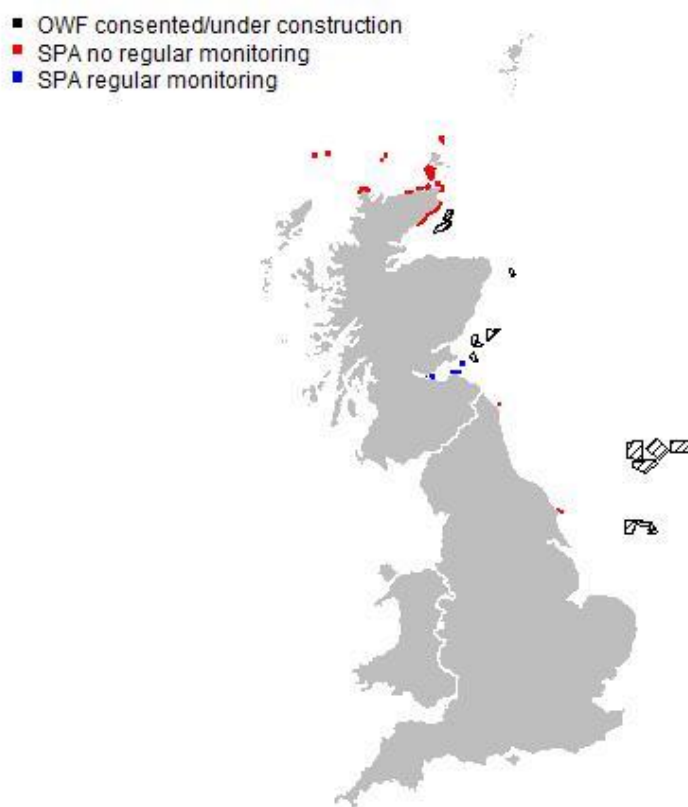 OWF consented/under construction
SPA no regular monitoring
SPA regular monitoring